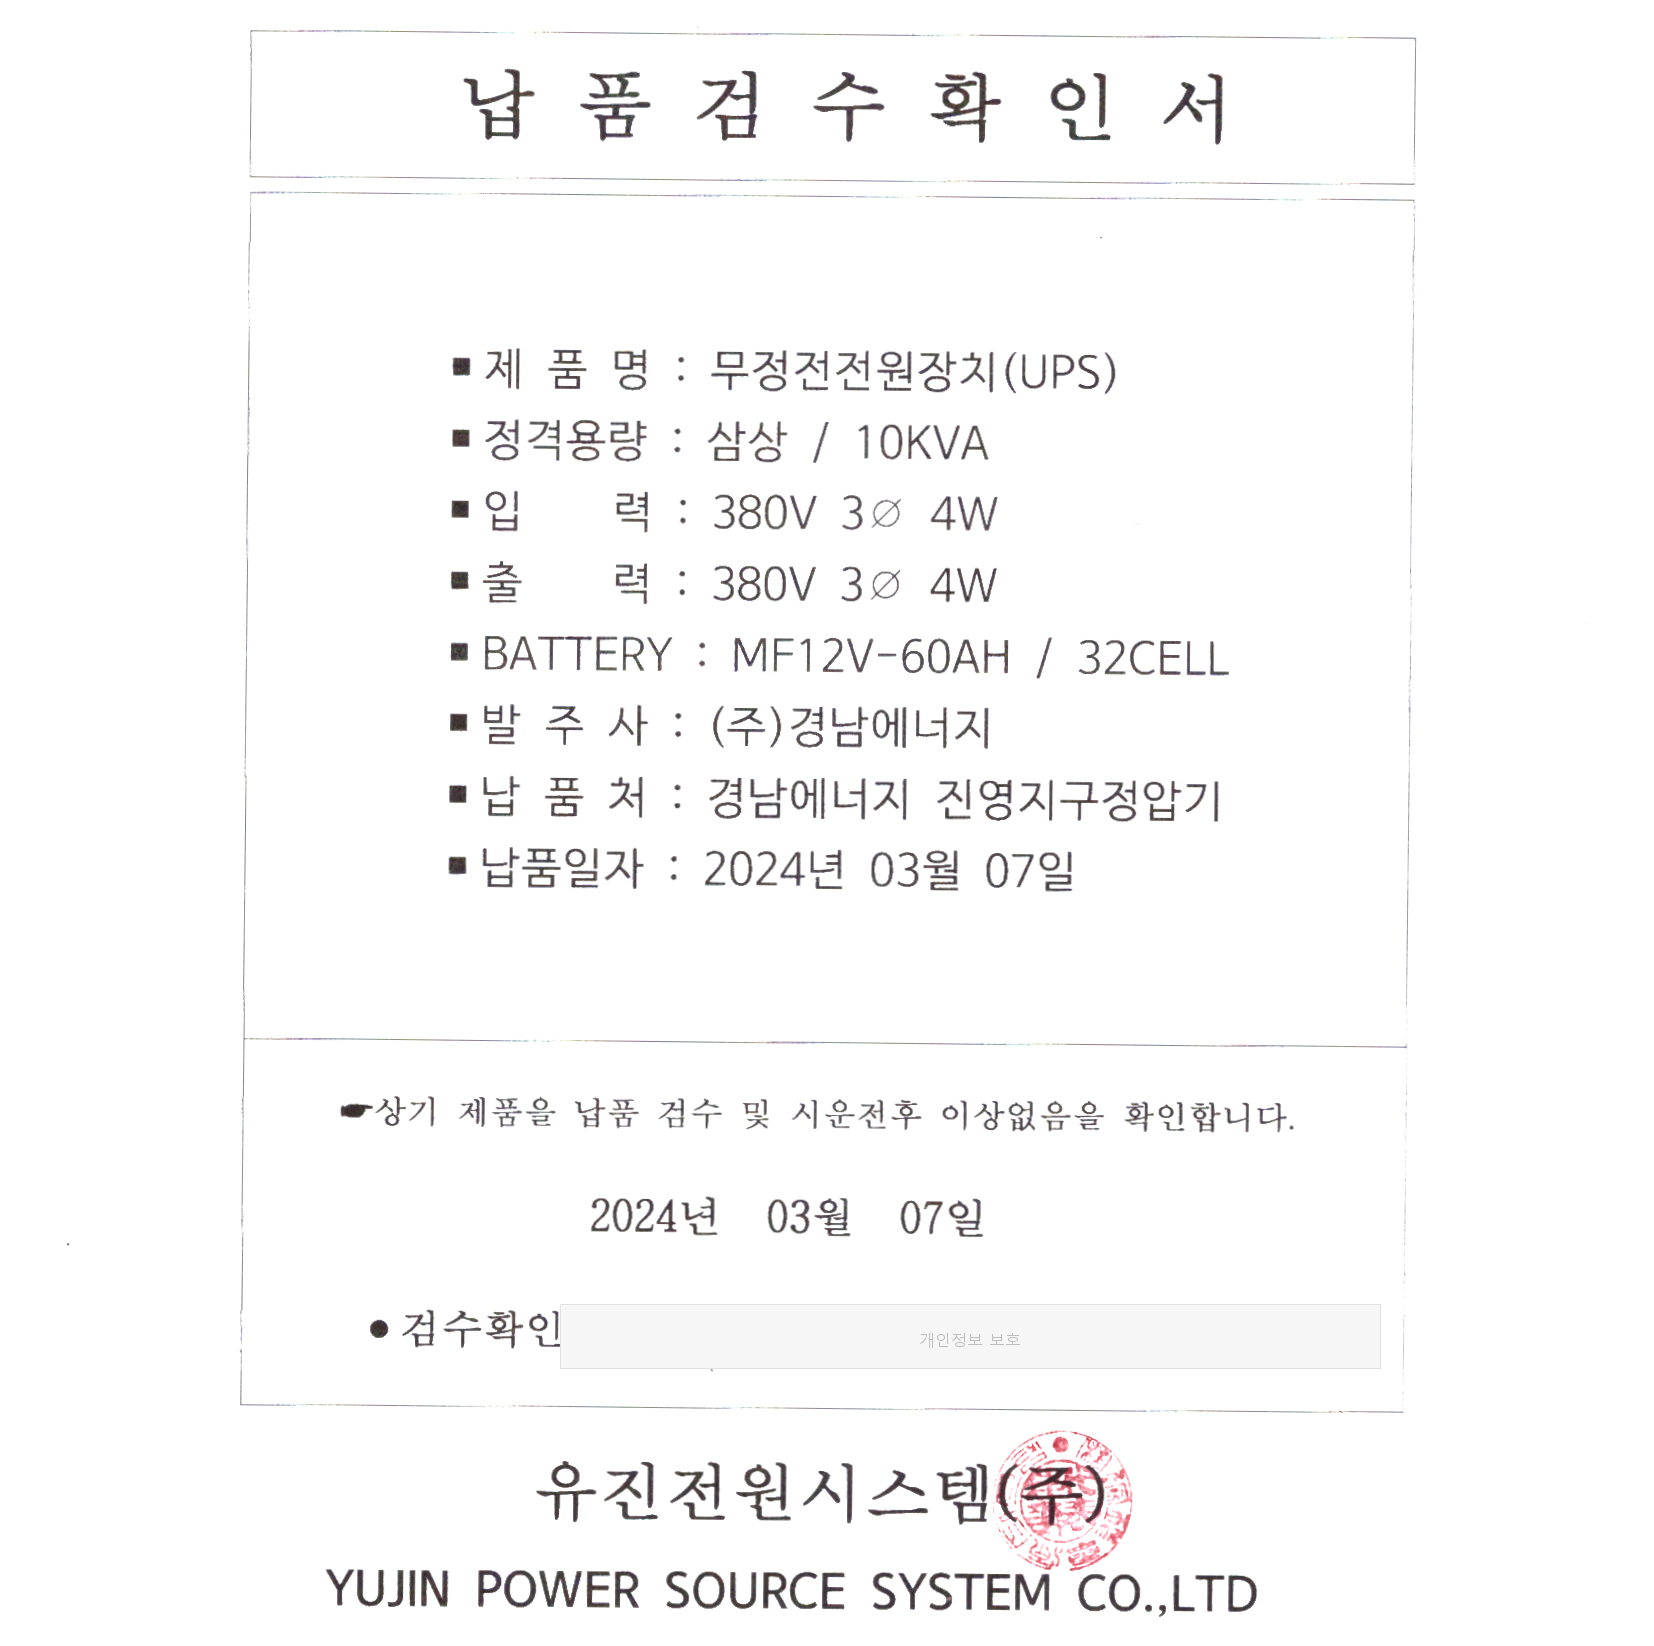 납 품 검 수 확 인 서
■ 제 품 명 : 무정전전원장치(UPS)
■ 정격용량 : 삼상 / 10KVA
■ 입 력 : 380V 3∅ 4W
■ 출 력 : 380V 3∅ 4W
■ BATTERY : MF12V-60AH / 32CELL
■ 발 주 사 : (주)경남에너지
■ 납 품 처 : 경남에너지 진영지구정압기
■ 납품일자 : 2024년 03월 07일
☛상기 제품을 납품 검수 및 시운전후 이상없음을 확인합니다.
2024년 03월 07일
● 검수확인
개인정보 보호
유진전원시스템(주)
YUJIN POWER SOURCE SYSTEM CO.,LTD